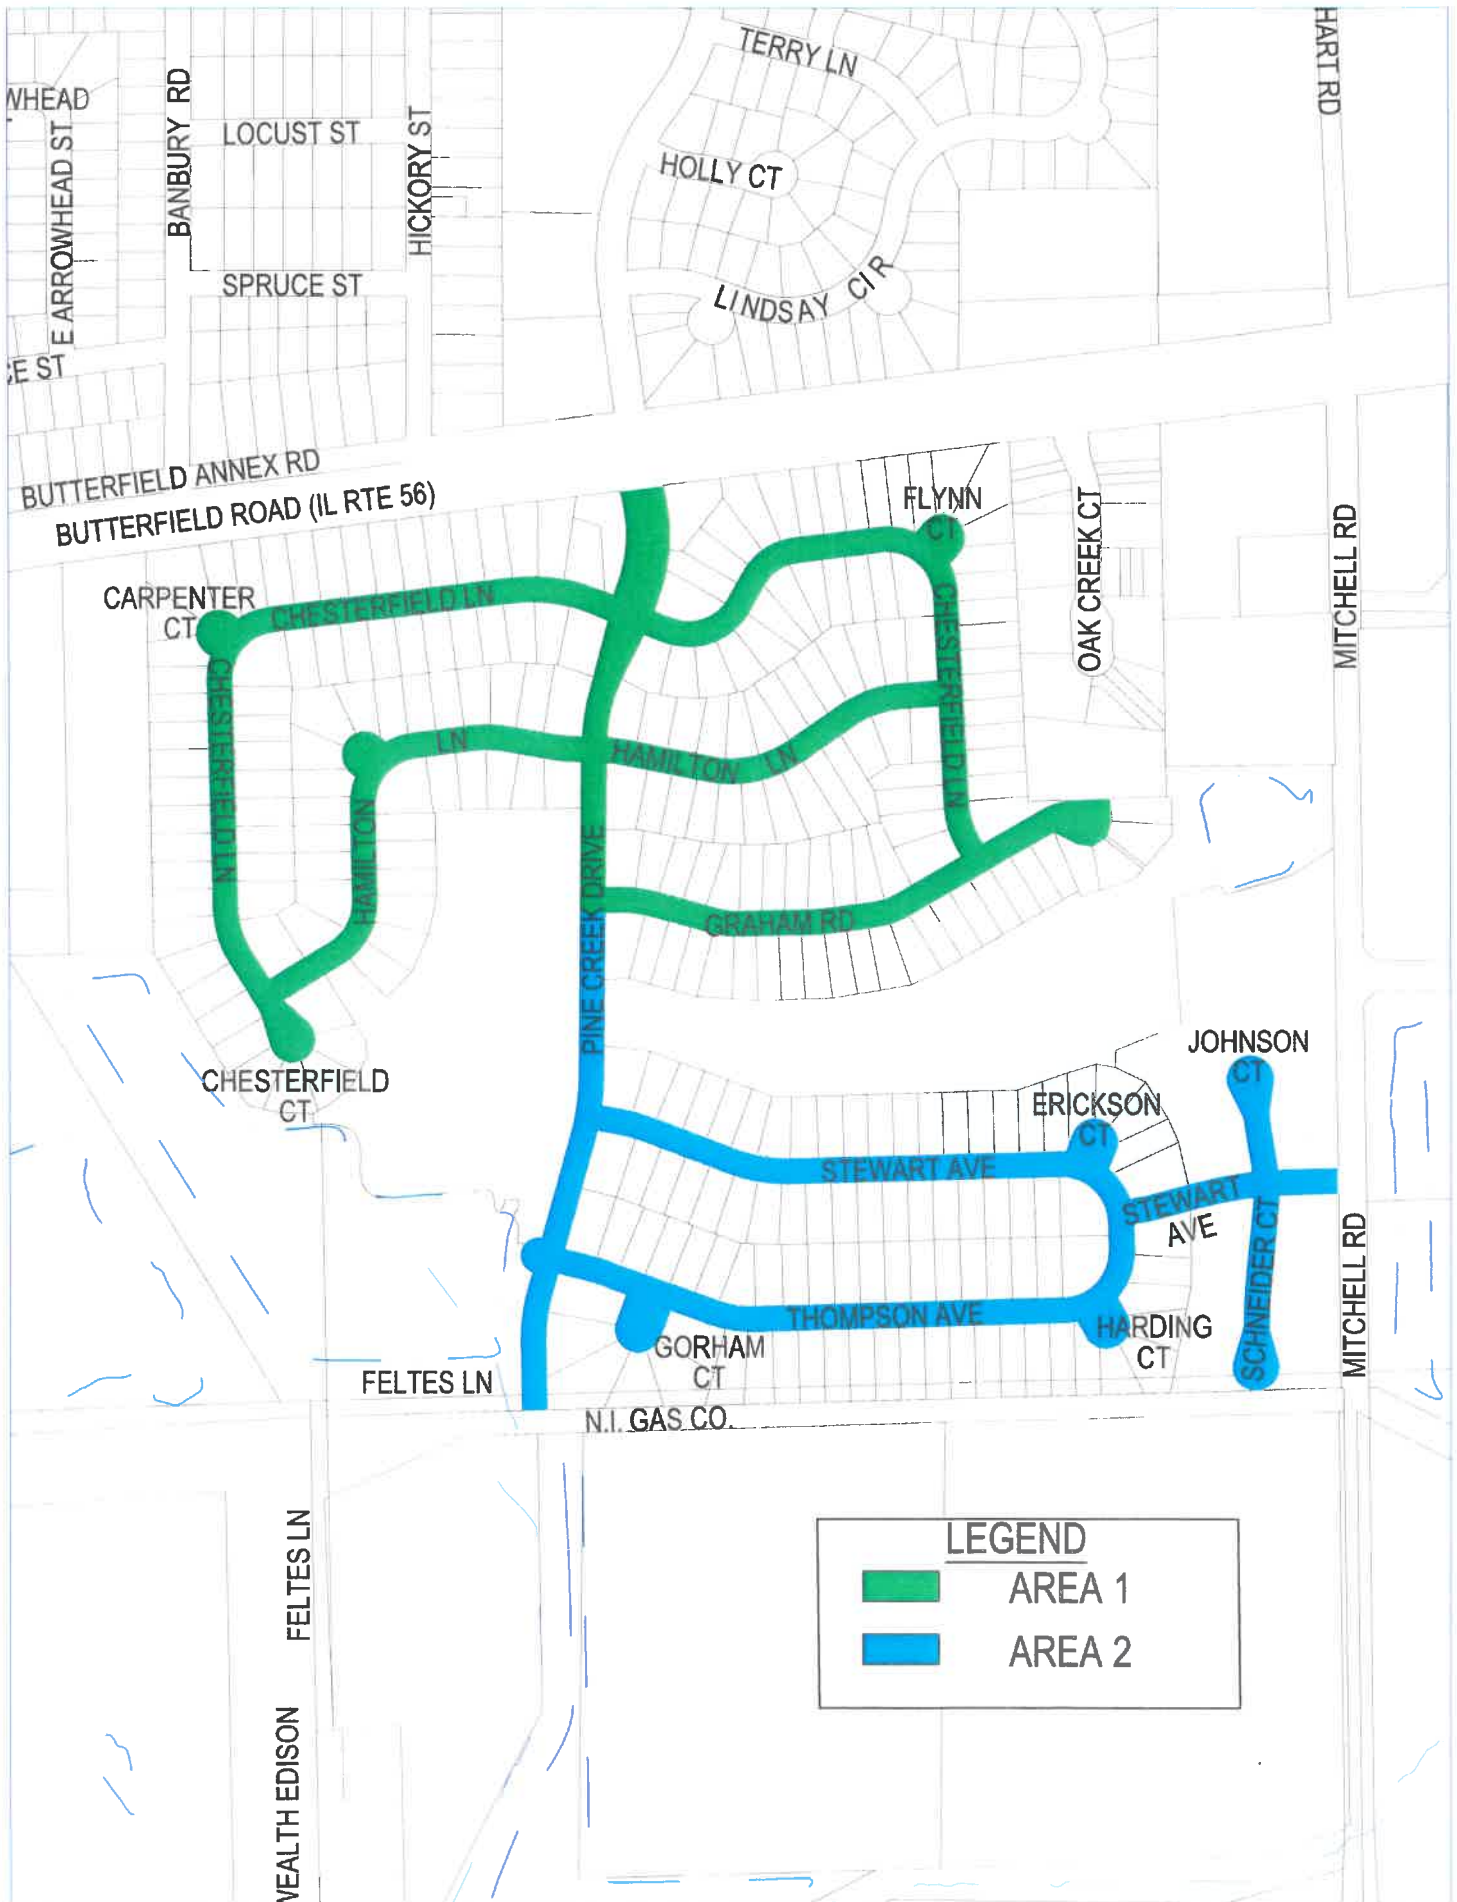 TERRY LN
HART RD
WHEAD
BANBURY RD
LOCUST ST
HICKORY ST
E ARROWHEAD ST
HOLLY CT
SPRUCE ST
LINDSAY CIR
CE ST
BUTTERFIELD ANNEX RD
BUTTERFIELD ROAD (IL RTE 56)
FLYNN
CT
OAK CREEK CT
MITCHELL RD
CARPENTER
CT
CHESTERFIELD LN
CHESTERFIELD LN
CHESTERFIELD LN
HAMILTON
LN
HAMILTON LN
PINE CREEK DRIVE
GRAHAM RD
CHESTERFIELD
CT
JOHNSON
CT
ERICKSON
CT
STEWART AVE
STEWART
AVE
SCHNEIDER CT
MITCHELL RD
THOMPSON AVE
HARDING
CT
GORHAM
CT
FELTES LN
N.I. GAS CO.
FELTES LN
WEALTH EDISON
LEGEND
AREA 1
AREA 2